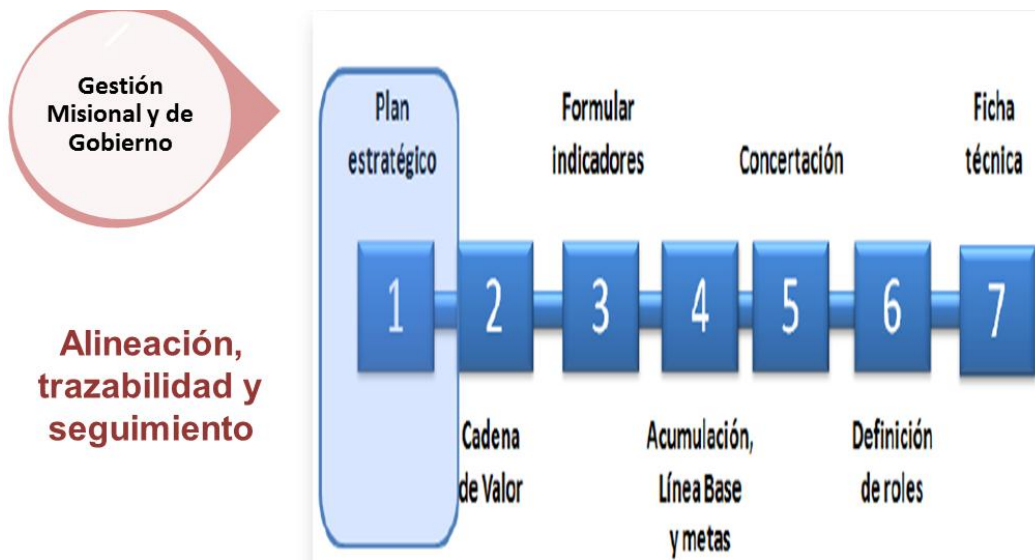 Gestión
Misional y de
Gobierno
Alineación,
trazabilidad y
seguimiento
Plan
estratégico
Formular
indicadores
Concertación
Ficha
técnica
1
2
3
4
5
6
7
Cadena
de Valor
Acumulación,
Línea Base
y metas
Definición
de roles